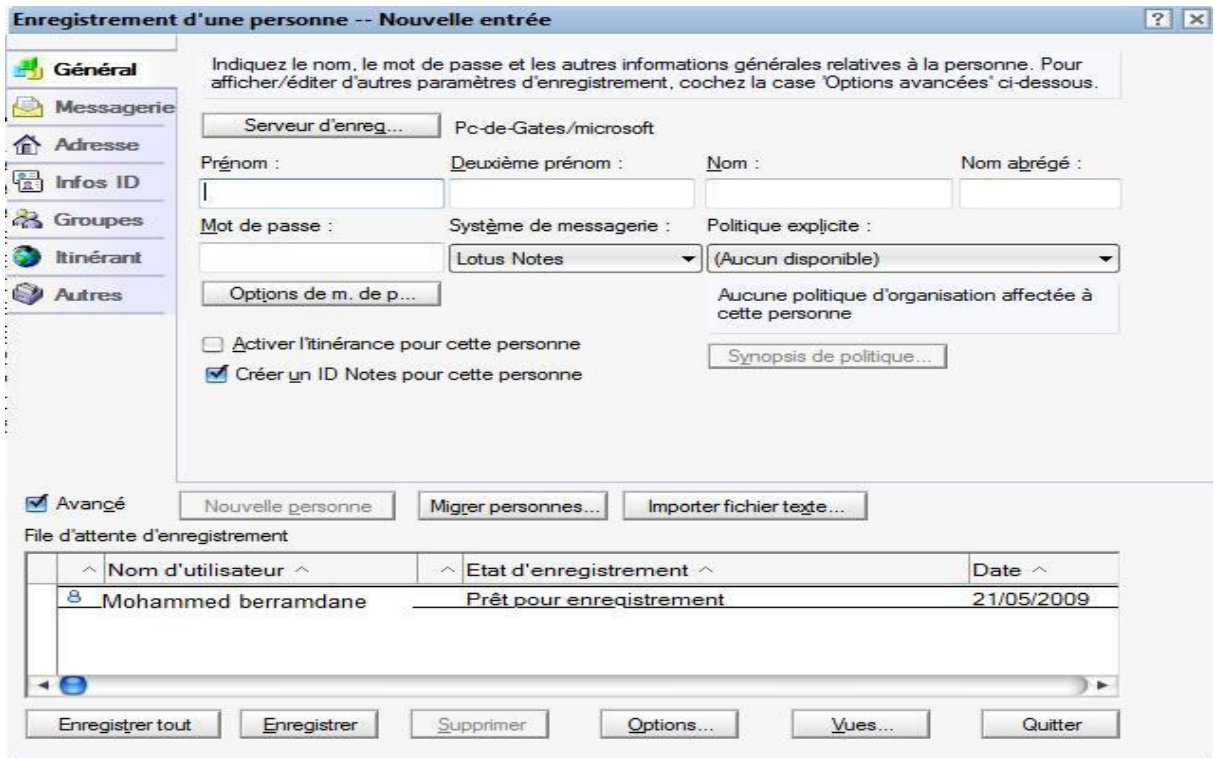 Enregistrement d'une personne -- Nouvelle entrée
Général
Messagerie
Adresse
Infos ID
Groupes
Itinérant
Autres
Indiquez le nom, le mot de passe et les autres informations générales relatives à la personne. Pour
afficher/éditer d'autres paramètres d'enregistrement, cochez la case 'Options avancées' ci-dessous.
Serveur d'enreg... Pc-de-Gates/microsoft
Prénom : Deuxième prénom : Nom : Nom abrégé :
Mot de passe : Système de messagerie : Politique explicite :
Lotus Notes (Aucun disponible)
Options de m. de p...
Aucune politique d'organisation affectée à
cette personne
Activer l'itinérance pour cette personne
Synopsis de politique...
Créer un ID Notes pour cette personne
Avancé Nouvelle personne Migrer personnes... Importer fichier texte...
File d'attente d'enregistrement
Nom d'utilisateur Etat d'enregistrement Date
Mohammed berramdane Prêt pour enregistrement 21/05/2009
Enregistrer tout Enregistrer Supprimer Options... Vues... Quitter